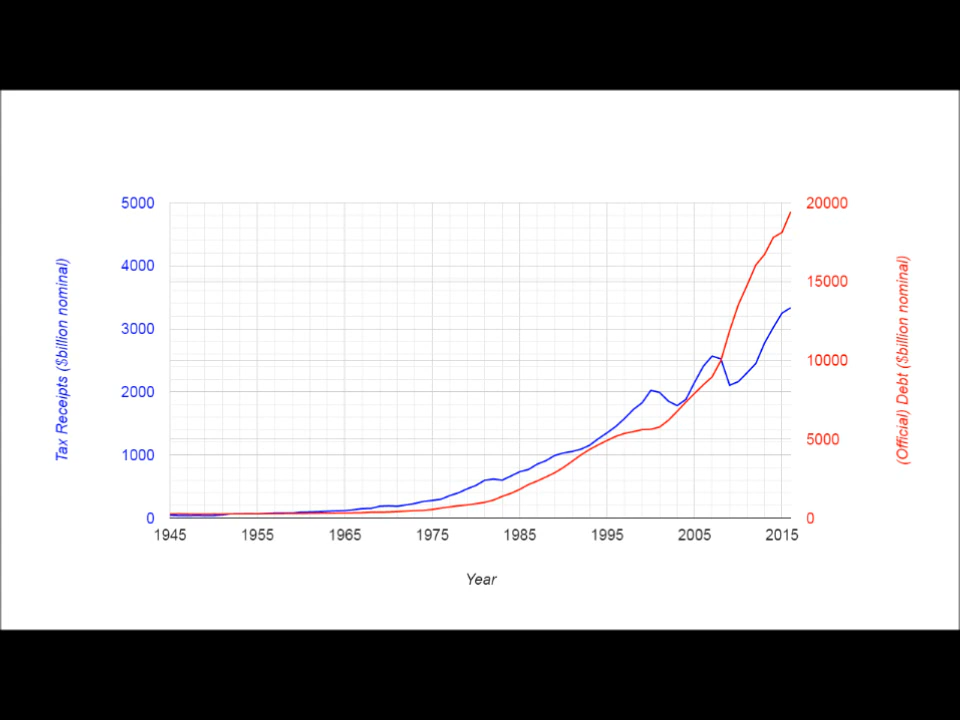 5000
4000
3000
2000
1000
0
Tax Receipts ($billion nominal)
20000
15000
10000
5000
0
(Official) Debt ($billion nominal)
1945 1955 1965 1975 1985 1995 2005 2015
Year